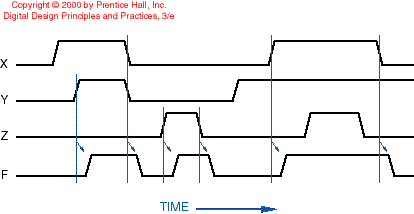 Copyright © 2000 by Prentice Hall, Inc.
Digital Design Principles and Practices, 3/e
X
Y
Z
F
TIME